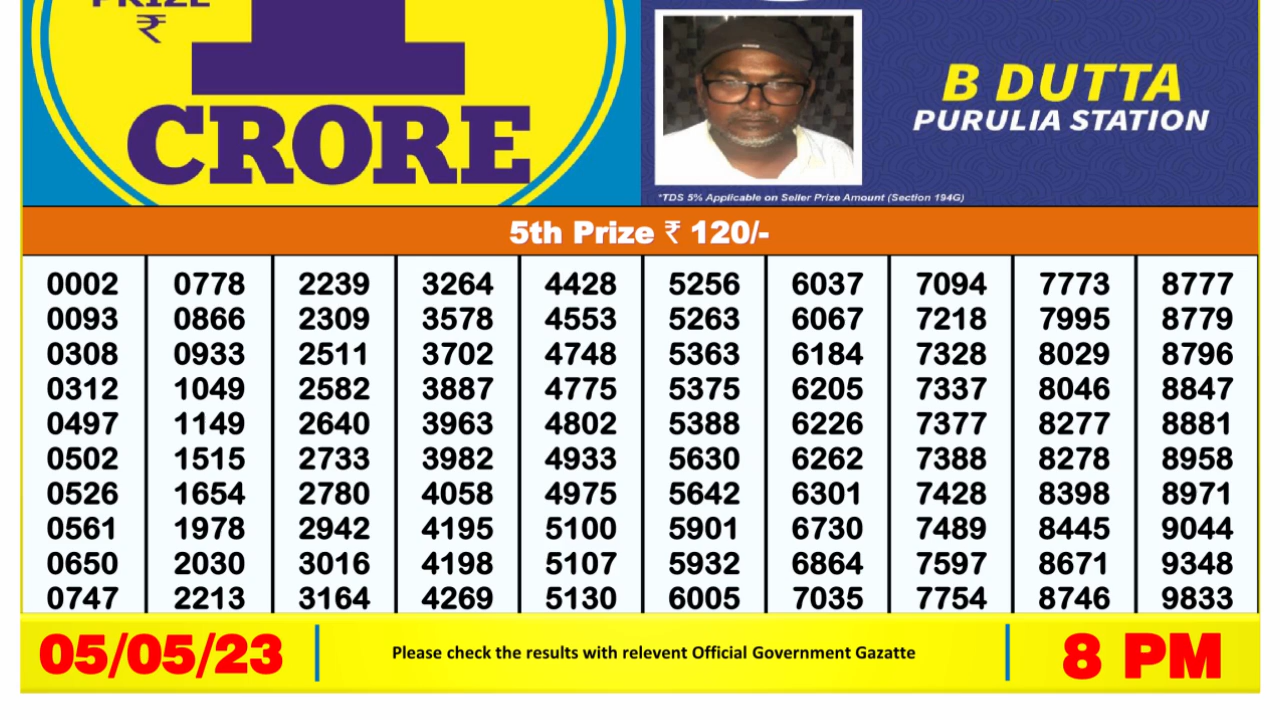 PRIZE
₹
1
CRORE
B DUTTA
PURULIA STATION
*TDS 5% Applicable on Seller Prize Amount (Section 194G)
5th Prize ₹ 120/-
0002 0778 2239 3264 4428 5256 6037 7094 7773 8777
0093 0866 2309 3578 4553 5263 6067 7218 7995 8779
0308 0933 2511 3702 4748 5363 6184 7328 8029 8796
0312 1049 2582 3887 4775 5375 6205 7337 8046 8847
0497 1149 2640 3963 4802 5388 6226 7377 8277 8881
0502 1515 2733 3982 4933 5630 6262 7388 8278 8958
0526 1654 2780 4058 4975 5642 6301 7428 8398 8971
0561 1978 2942 4195 5100 5901 6730 7489 8445 9044
0650 2030 3016 4198 5107 5932 6864 7597 8671 9348
0747 2213 3164 4269 5130 6005 7035 7754 8746 9833
05/05/23
Please check the results with relevent Official Government Gazatte
8 PM